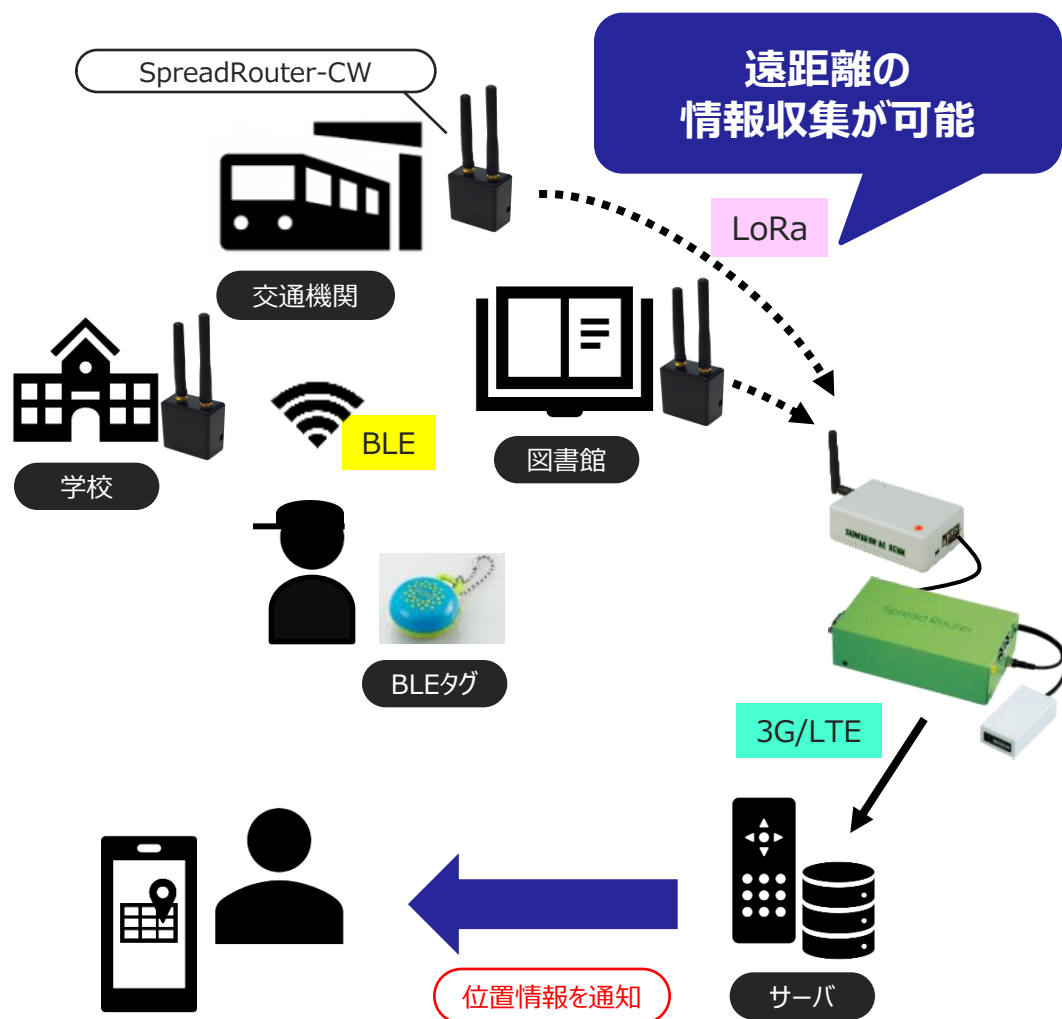 SpreadRouter-CW
遠距離の
情報収集が可能
LoRa
交通機関
学校
BLE
図書館
BLEタグ
Spread Router
3G/LTE
位置情報を通知
サーバ